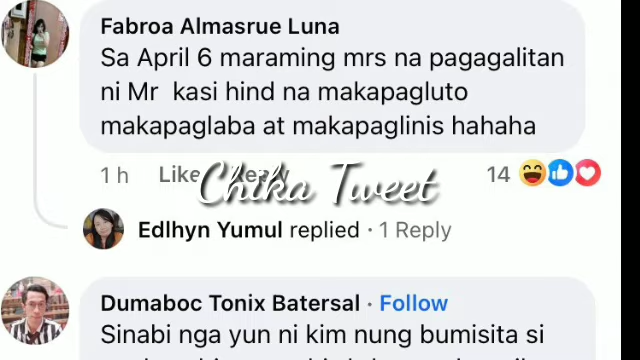 Fabroa Almasrue Luna
Sa April 6 maraming mrs na pagagalitan
ni Mr kasi hind na makapagluto
makapaglaba at makapaglinis hahaha
1 h Like Reply 14
Chika Tweet
Edlhyn Yumul replied · 1 Reply
Dumaboc Tonix Batersal · Follow
Sinabi nga yun ni kim nung bumisita si